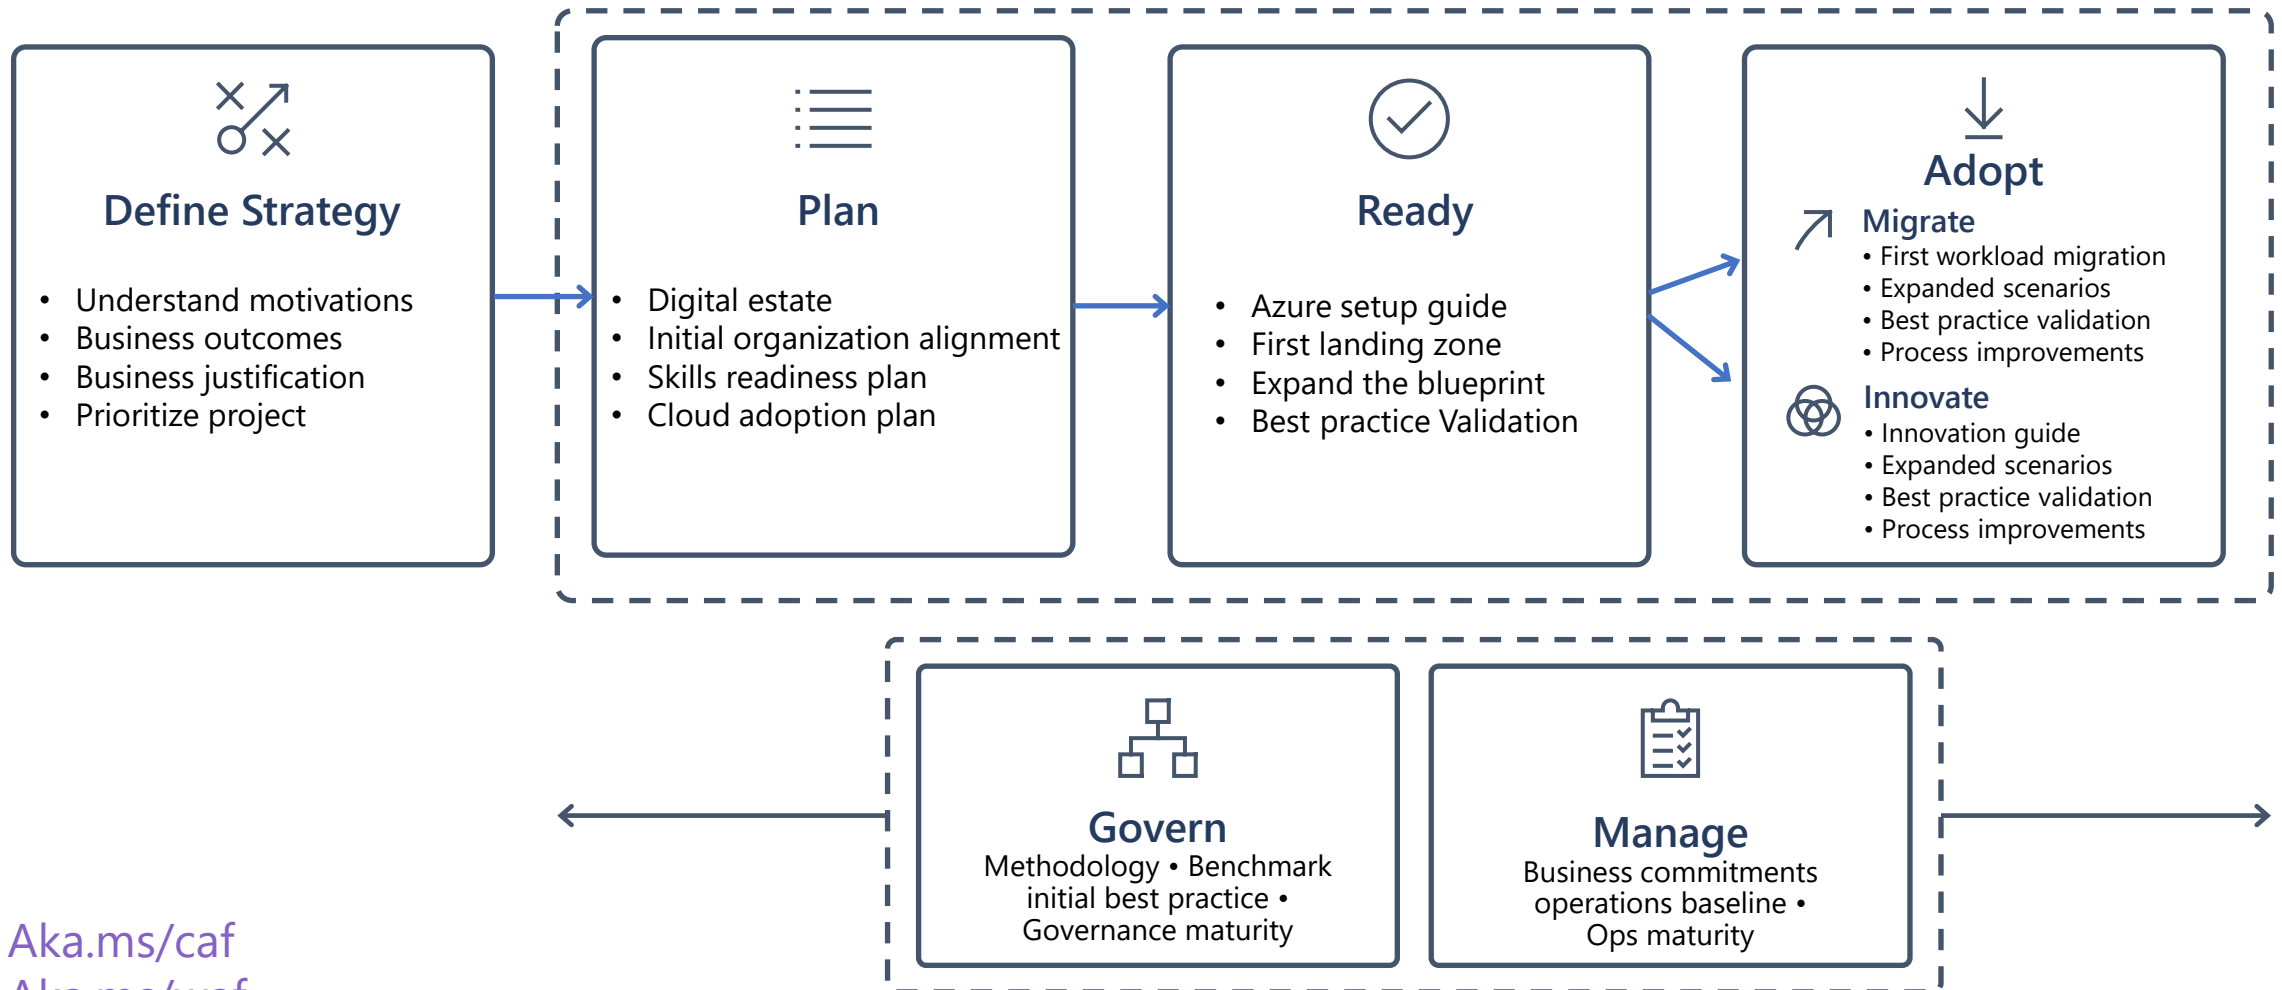 Define Strategy
• Understand motivations
• Business outcomes
• Business justification
• Prioritize project
Plan
• Digital estate
• Initial organization alignment
• Skills readiness plan
• Cloud adoption plan
Ready
• Azure setup guide
• First landing zone
• Expand the blueprint
• Best practice Validation
Adopt
Migrate
• First workload migration
• Expanded scenarios
• Best practice validation
• Process improvements
Innovate
• Innovation guide
• Expanded scenarios
• Best practice validation
• Process improvements
Govern
Methodology • Benchmark
initial best practice •
Governance maturity
Manage
Business commitments
operations baseline •
Ops maturity
Aka.ms/caf
Aka.ms/waf